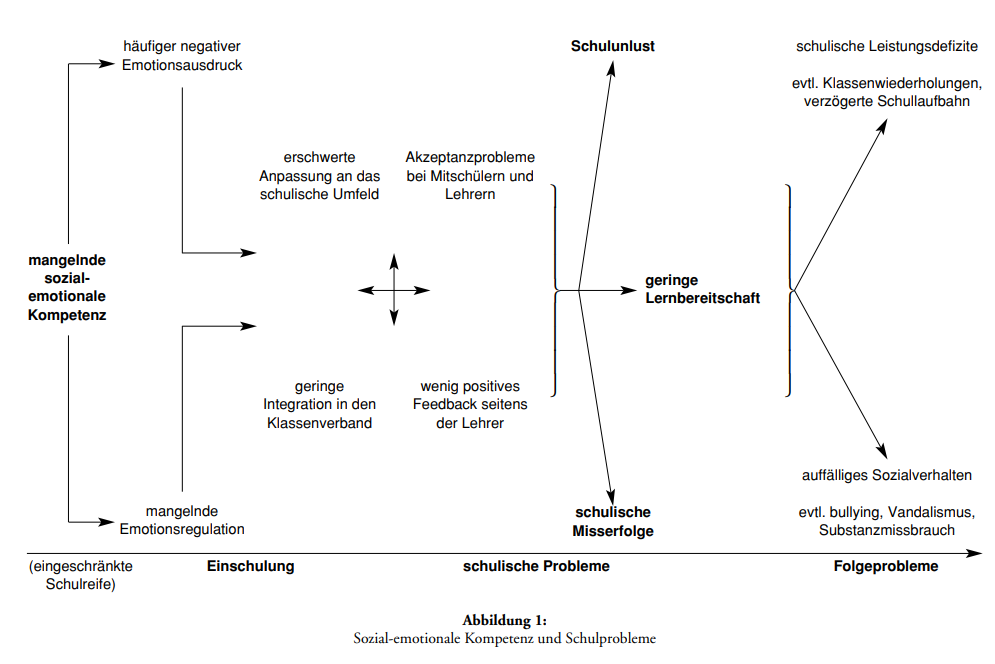 häufiger negativer
Emotionsausdruck
Schulunlust
schulische Leistungsdefizite
evtl. Klassenwiederholungen,
verzögerte Schullaufbahn
erschwerte
Anpassung an das
schulische Umfeld
Akzeptanzprobleme
bei Mitschülern und
Lehrern
mangelnde
sozial-
emotionale
Kompetenz
geringe
Lernbereitschaft
geringe
Integration in den
Klassenverband
wenig positives
Feedback seitens
der Lehrer
mangelnde
Emotionsregulation
schulische
Misserfolge
auffälliges Sozialverhalten
evtl. bullying, Vandalismus,
Substanzmissbrauch
(eingeschränkte
Schulreife)
Einschulung
schulische Probleme
Folgeprobleme
Abbildung 1:
Sozial-emotionale Kompetenz und Schulprobleme